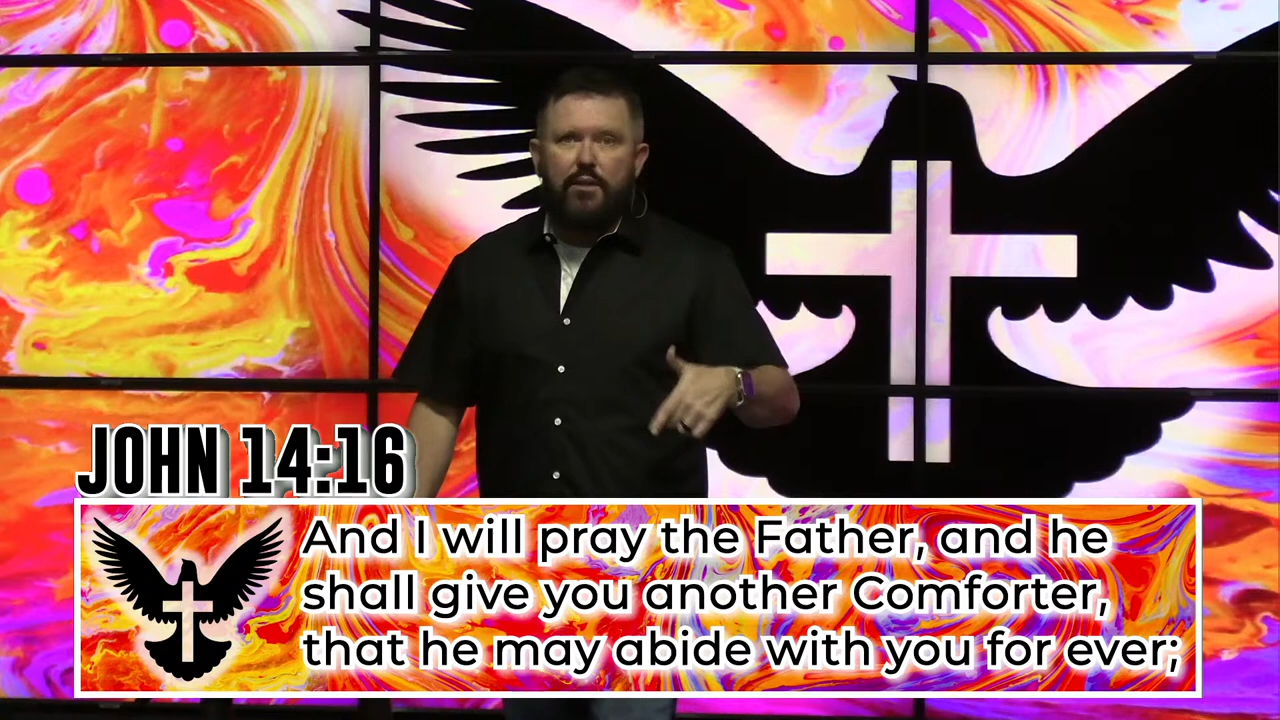 JOHN 14:16
And I will pray the Father, and he
shall give you another Comforter,
that he may abide with you for ever;